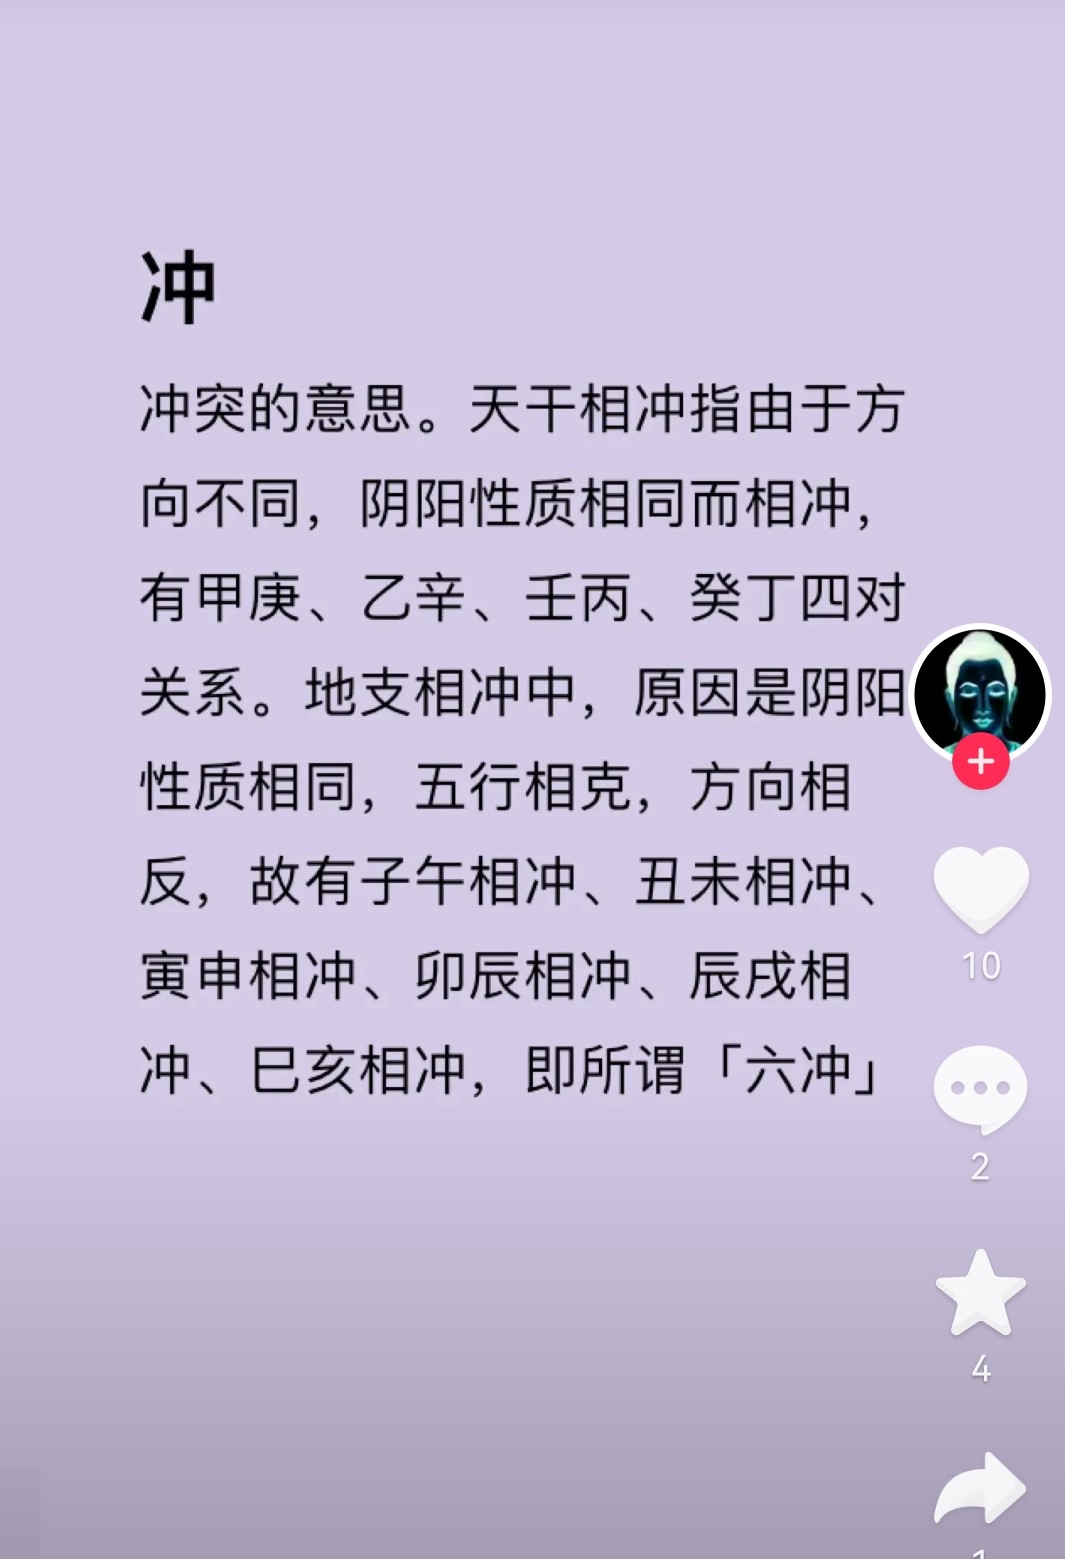 冲
冲突的意思。天干相冲指由于方
向不同，阴阳性质相同而相冲，
有甲庚、乙辛、壬丙、癸丁四对
关系。地支相冲中，原因是阴阳
性质相同，五行相克，方向相
反，故有子午相冲、丑未相冲、
寅申相冲、卯辰相冲、辰戌相
冲、巳亥相冲，即所谓「六冲」
10
2
4